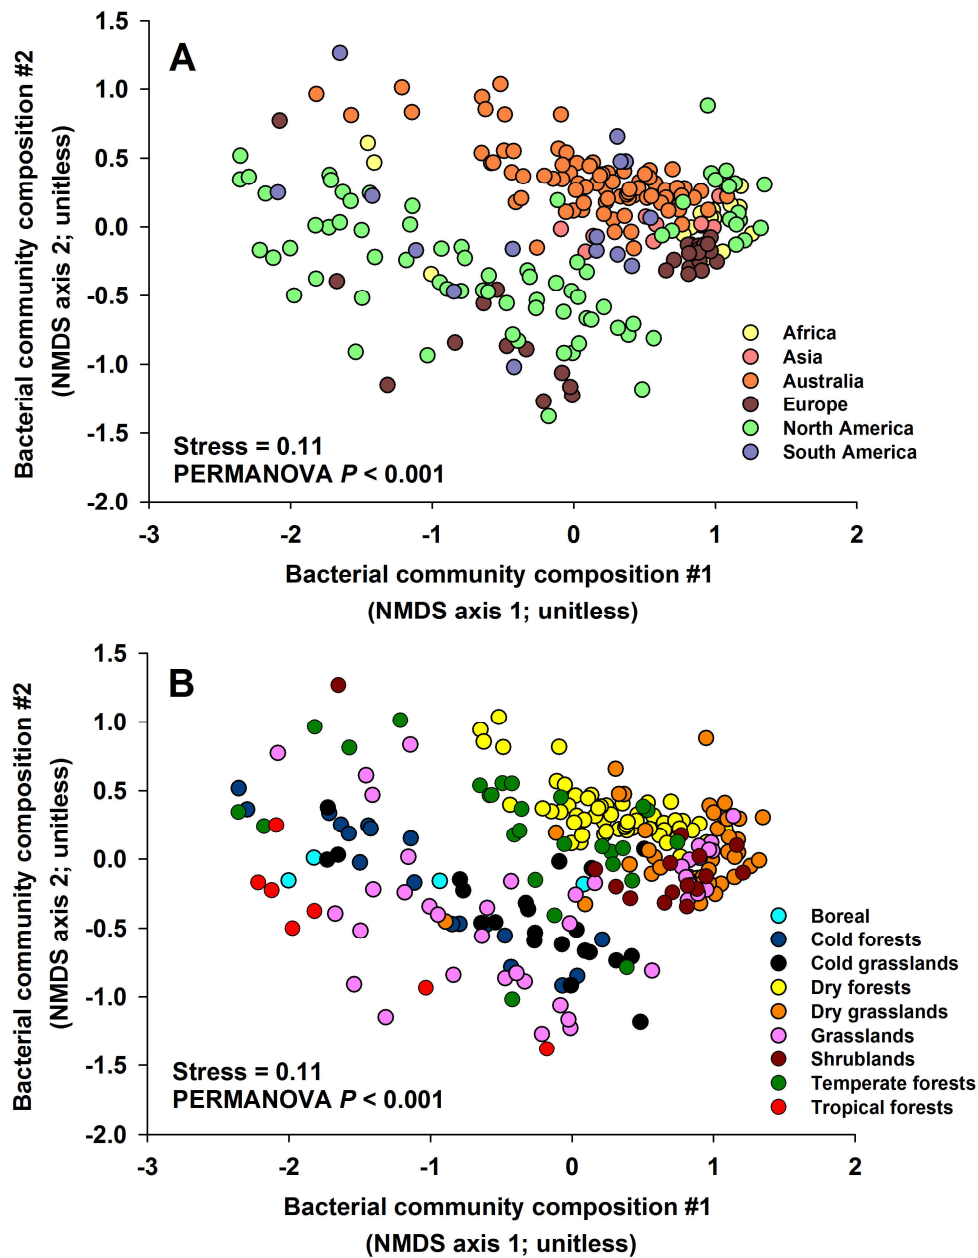 A
Bacterial community composition #2
(NMDS axis 2; unitless)
1.5
1.0
0.5
0.0
-0.5
-1.0
-1.5
-2.0
Africa
Asia
Australia
Europe
North America
South America
Stress = 0.11
PERMANOVA P < 0.001
-3 -2 -1 0 1 2
Bacterial community composition #1
(NMDS axis 1; unitless)
B
Bacterial community composition #2
(NMDS axis 2; unitless)
1.5
1.0
0.5
0.0
-0.5
-1.0
-1.5
-2.0
Boreal
Cold forests
Cold grasslands
Dry forests
Dry grasslands
Grasslands
Shrublands
Temperate forests
Tropical forests
Stress = 0.11
PERMANOVA P < 0.001
-3 -2 -1 0 1 2
Bacterial community composition #1
(NMDS axis 1; unitless)